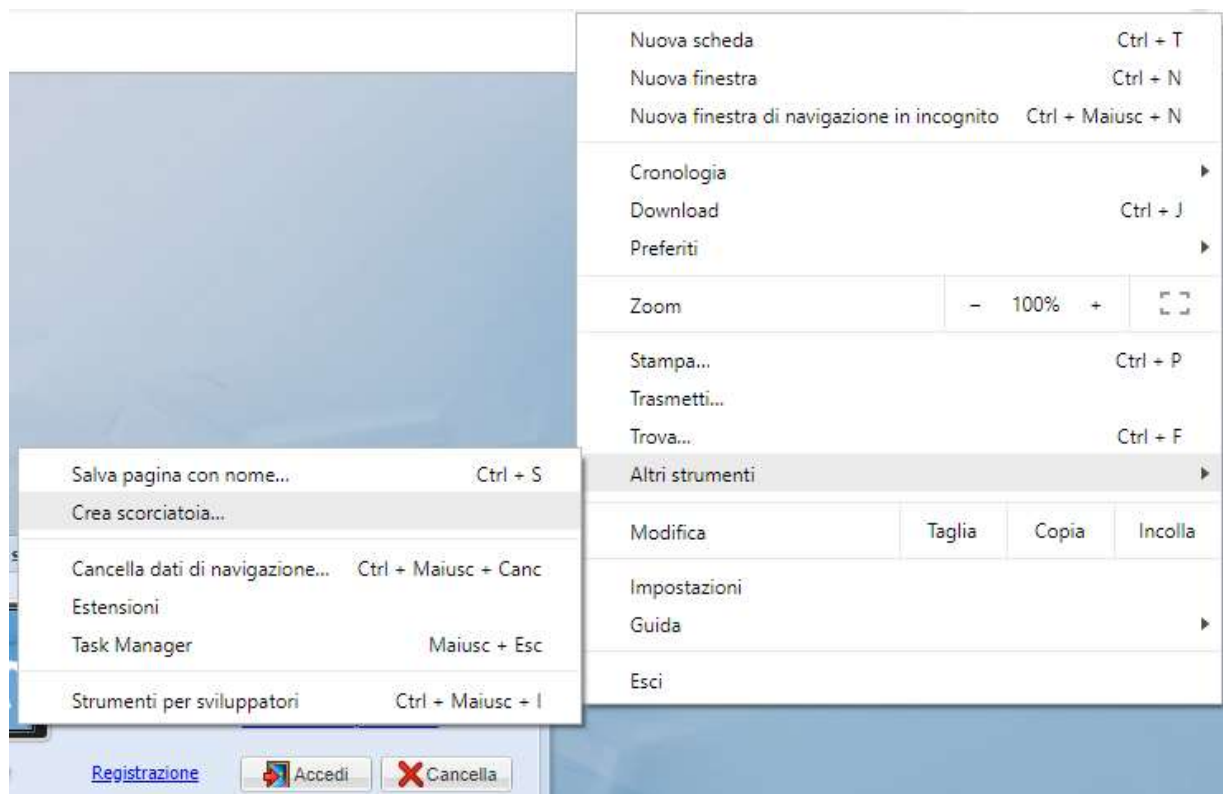 Nuova scheda Ctrl + T
Nuova finestra Ctrl + N
Nuova finestra di navigazione in incognito Ctrl + Maiusc + N
Cronologia
Download Ctrl + J
Preferiti
Zoom - 100% +
Stampa... Ctrl + P
Trasmetti...
Trova... Ctrl + F
Altri strumenti
Modifica Taglia Copia Incolla
Impostazioni
Guida
Esci
Salva pagina con nome... Ctrl + S
Crea scorciatoia...
Cancella dati di navigazione... Ctrl + Maiusc + Canc
Estensioni
Task Manager Maiusc + Esc
Strumenti per sviluppatori Ctrl + Maiusc + I
Registrazione Accedi Cancella